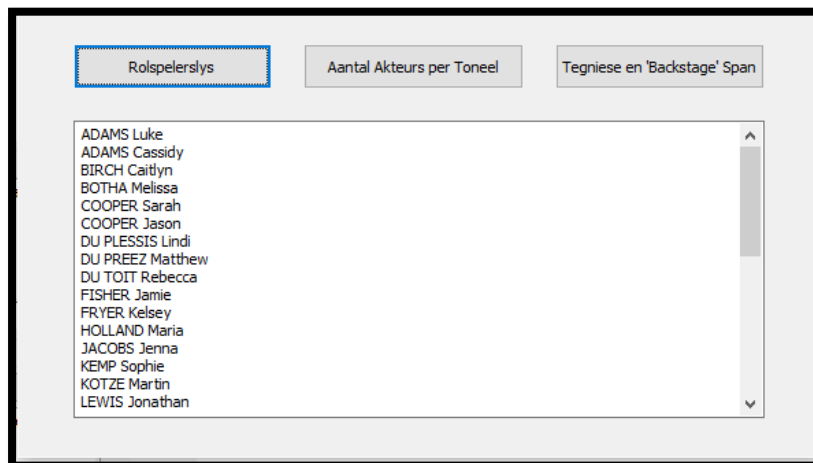 Rolspelerslys
Aantal Akteurs per Toneel
Tegniese en 'Backstage' Span
ADAMS Luke
ADAMS Cassidy
BIRCH Caitlyn
BOTHA Melissa
COOPER Sarah
COOPER Jason
DU PLESSIS Lindi
DU PREEZ Matthew
DU TOIT Rebecca
FISHER Jamie
FRYER Kelsey
HOLLAND Maria
JACOBS Jenna
KEMP Sophie
KOTZE Martin
LEWIS Jonathan